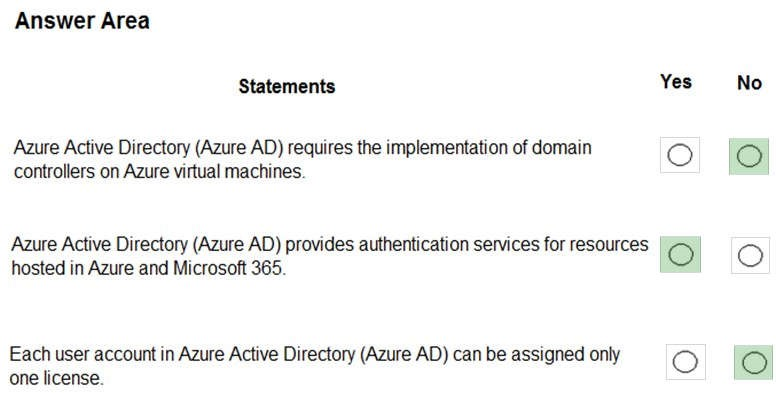 Answer Area
Statements Yes No
Azure Active Directory (Azure AD) requires the implementation of domain
controllers on Azure virtual machines.
Azure Active Directory (Azure AD) provides authentication services for resources
hosted in Azure and Microsoft 365.
Each user account in Azure Active Directory (Azure AD) can be assigned only
one license.